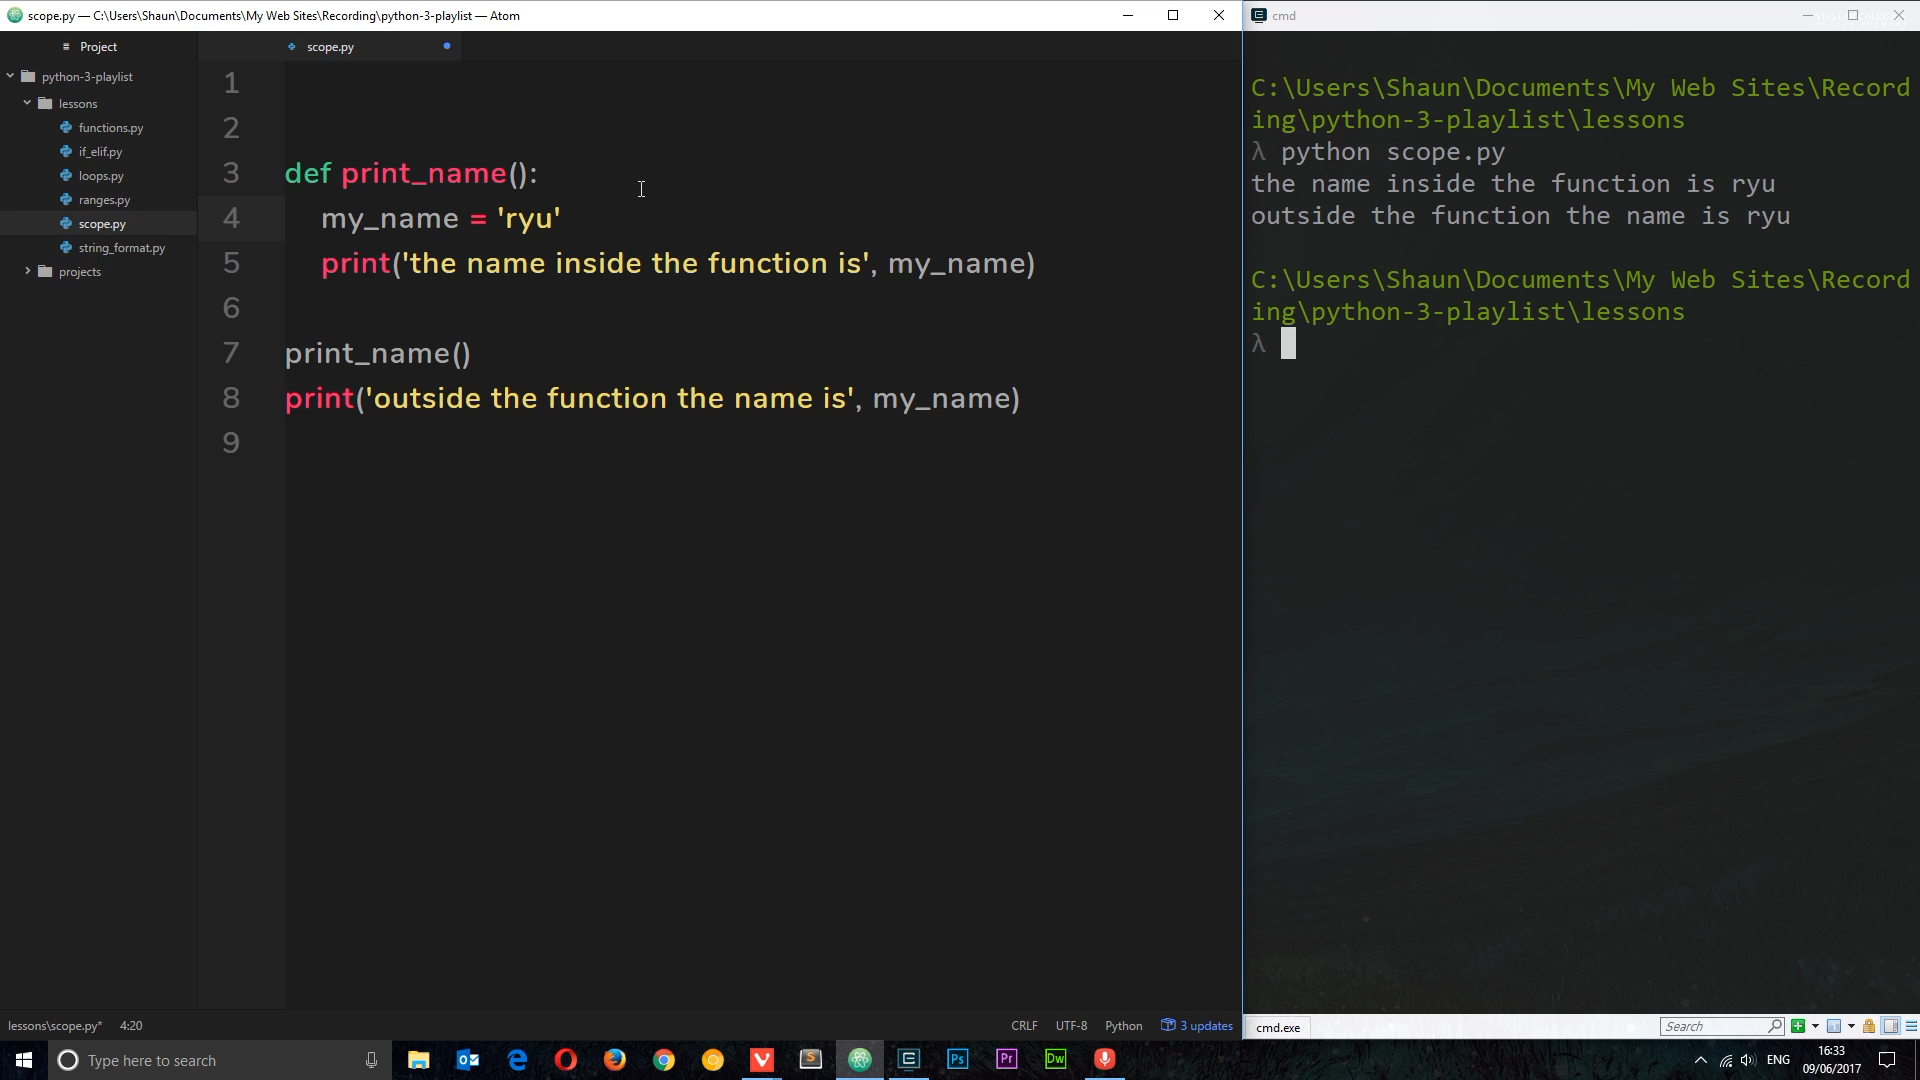 scope.py — C:\Users\Shaun\Documents\My Web Sites\Recording\python-3-playlist — Atom
Project
python-3-playlist
lessons
functions.py
if_elif.py
loops.py
ranges.py
scope.py
string_format.py
projects
scope.py
1
2
3 def print_name():
4 my_name = 'ryu'
5 print('the name inside the function is', my_name)
6
7 print_name()
8 print('outside the function the name is', my_name)
9
lessons\scope.py* 4:20
CRLF UTF-8 Python 3 updates
cmd
C:\Users\Shaun\Documents\My Web Sites\Record
ing\python-3-playlist\lessons
λ python scope.py
the name inside the function is ryu
outside the function the name is ryu
C:\Users\Shaun\Documents\My Web Sites\Record
ing\python-3-playlist\lessons
λ
cmd.exe
Search
Type here to search
Ps
Pr
Dw
ENG
16:33
09/06/2017